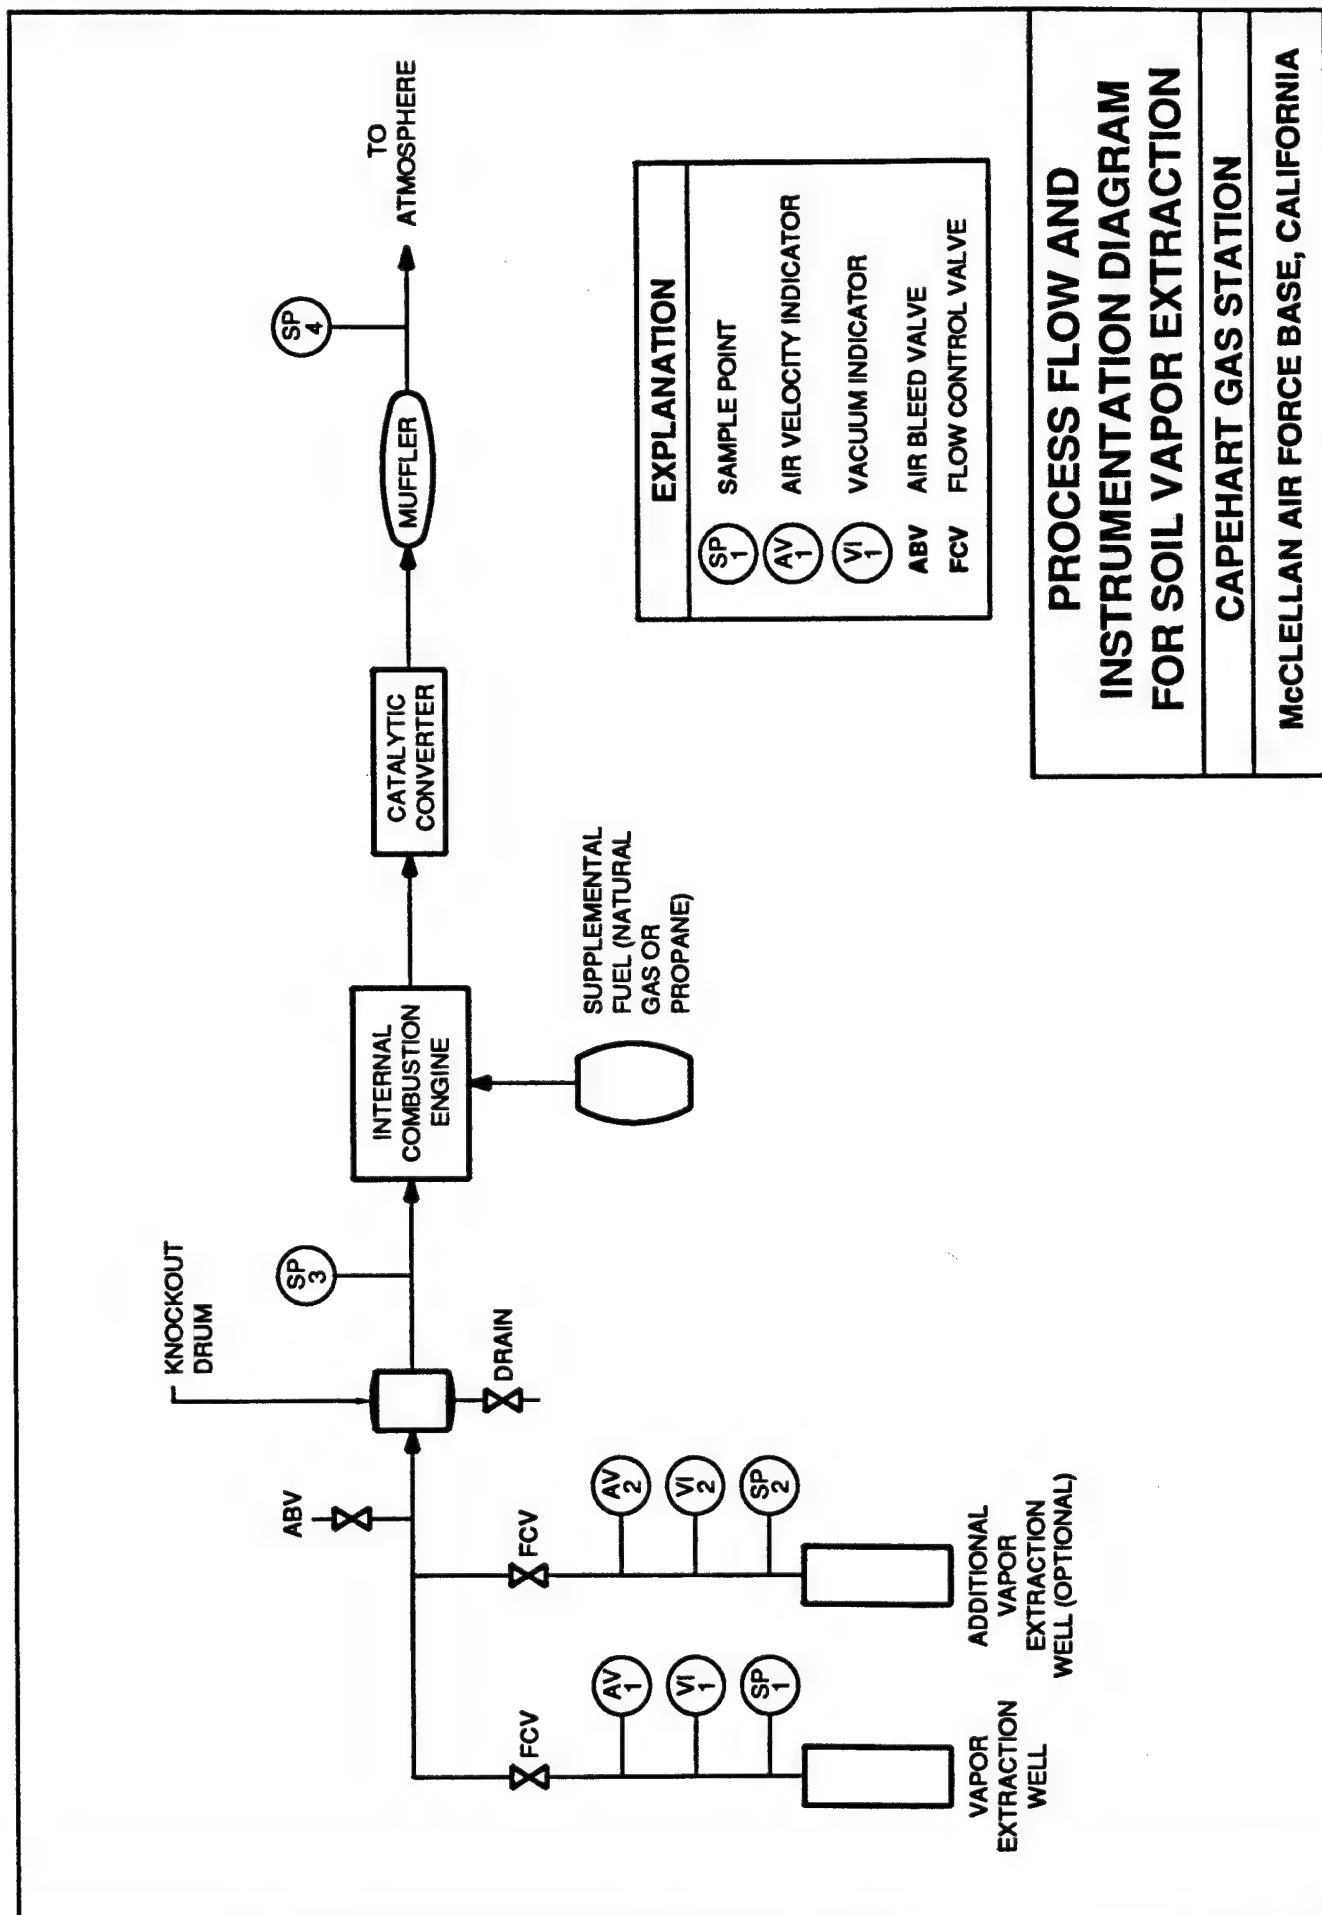 KNOCKOUT
DRUM
ABV
SP
3
SP
4
TO
ATMOSPHERE
INTERNAL
COMBUSTION
ENGINE
CATALYTIC
CONVERTER
MUFFLER
DRAIN
FCV
FCV
AV
1
VI
1
SP
1
AV
2
VI
2
SP
2
VAPOR
EXTRACTION
WELL
ADDITIONAL
VAPOR
EXTRACTION
WELL (OPTIONAL)
SUPPLEMENTAL
FUEL (NATURAL
GAS OR
PROPANE)
EXPLANATION
SP
1 SAMPLE POINT
AV
1 AIR VELOCITY INDICATOR
VI
1 VACUUM INDICATOR
ABV AIR BLEED VALVE
FCV FLOW CONTROL VALVE
PROCESS FLOW AND
INSTRUMENTATION DIAGRAM
FOR SOIL VAPOR EXTRACTION
CAPEHART GAS STATION
McCLELLAN AIR FORCE BASE, CALIFORNIA